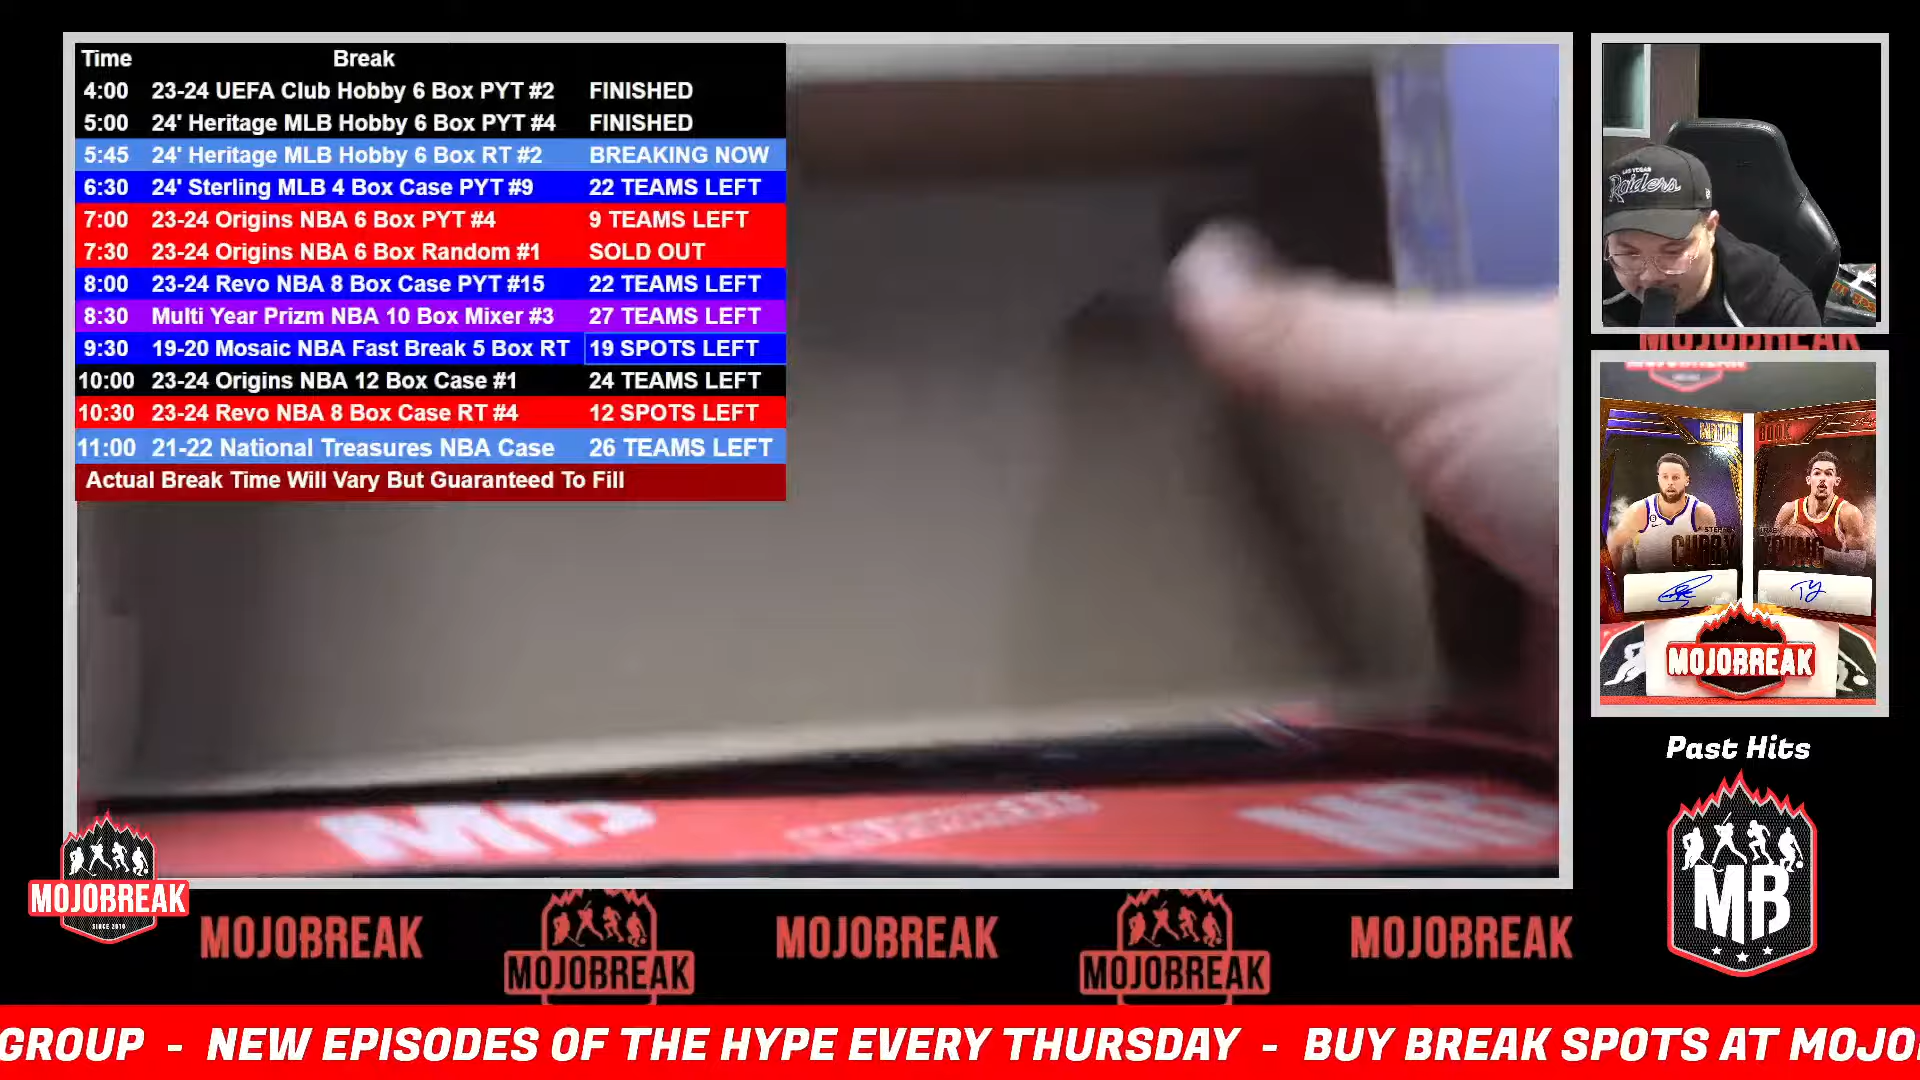 Time Break
4:00 23-24 UEFA Club Hobby 6 Box PYT #2 FINISHED
5:00 24' Heritage MLB Hobby 6 Box PYT #4 FINISHED
5:45 24' Heritage MLB Hobby 6 Box RT #2 BREAKING NOW
6:30 24' Sterling MLB 4 Box Case PYT #9 22 TEAMS LEFT
7:00 23-24 Origins NBA 6 Box PYT #4 9 TEAMS LEFT
7:30 23-24 Origins NBA 6 Box Random #1 SOLD OUT
8:00 23-24 Revo NBA 8 Box Case PYT #15 22 TEAMS LEFT
8:30 Multi Year Prizm NBA 10 Box Mixer #3 27 TEAMS LEFT
9:30 19-20 Mosaic NBA Fast Break 5 Box RT 19 SPOTS LEFT
10:00 23-24 Origins NBA 12 Box Case #1 24 TEAMS LEFT
10:30 23-24 Revo NBA 8 Box Case RT #4 12 SPOTS LEFT
11:00 21-22 National Treasures NBA Case 26 TEAMS LEFT
Actual Break Time Will Vary But Guaranteed To Fill
Raiders
MOJOBREAK
BOOK
CURRY YOUNG
MOJOBREAK
Past Hits
MB
MB MB
MOJOBREAK
SINCE 2010
MOJOBREAK MOJOBREAK MOJOBREAK MOJOBREAK MOJOBREAK
GROUP - NEW EPISODES OF THE HYPE EVERY THURSDAY - BUY BREAK SPOTS AT MOJO